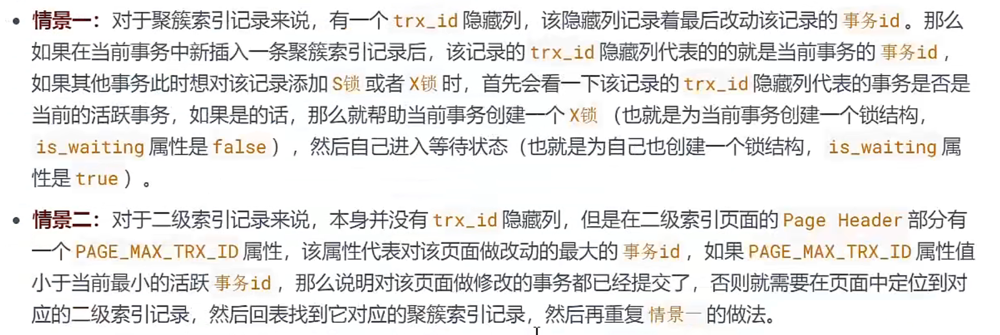 • 情景一：对于聚簇索引记录来说，有一个 trx_id 隐藏列，该隐藏列记录着最后改动该记录的 事务id 。那么
如果在当前事务中新插入一条聚簇索引记录后，该记录的 trx_id 隐藏列代表的的就是当前事务的 事务id ，
如果其他事务此时想对该记录添加 S锁 或者 X锁 时，首先会看一下该记录的 trx_id 隐藏列代表的事务是否是
当前的活跃事务，如果是的话，那么就帮助当前事务创建一个 X锁 （也就是为当前事务创建一个锁结构，
is_waiting 属性是 false ），然后自己进入等待状态（也就是为自己也创建一个锁结构， is_waiting 属
性是 true ）。
• 情景二：对于二级索引记录来说，本身并没有 trx_id 隐藏列，但是在二级索引页面的 Page Header 部分有
一个 PAGE_MAX_TRX_ID 属性，该属性代表对该页面做改动的最大的 事务id ，如果 PAGE_MAX_TRX_ID 属性值
小于当前最小的活跃 事务id ，那么说明对该页面做修改的事务都已经提交了，否则就需要在页面中定位到对
应的二级索引记录，然后回表找到它对应的聚簇索引记录，然后再重复 情景一 的做法。